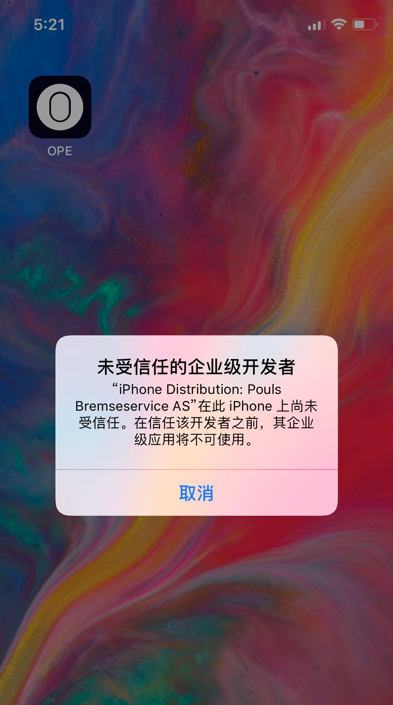 5:21
OPE
未受信任的企业级开发者
“iPhone Distribution: Pouls
Bremseservice AS”在此 iPhone 上尚未
受信任。在信任该开发者之前，其企业
级应用将不可使用。
取消